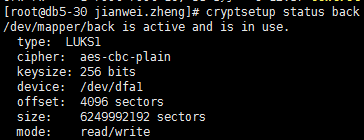 [root@db5-30 jianwei.zheng]# cryptsetup status back
/dev/mapper/back is active and is in use.
type: LUKS1
cipher: aes-cbc-plain
keysize: 256 bits
device: /dev/dfa1
offset: 4096 sectors
size: 6249992192 sectors
mode: read/write